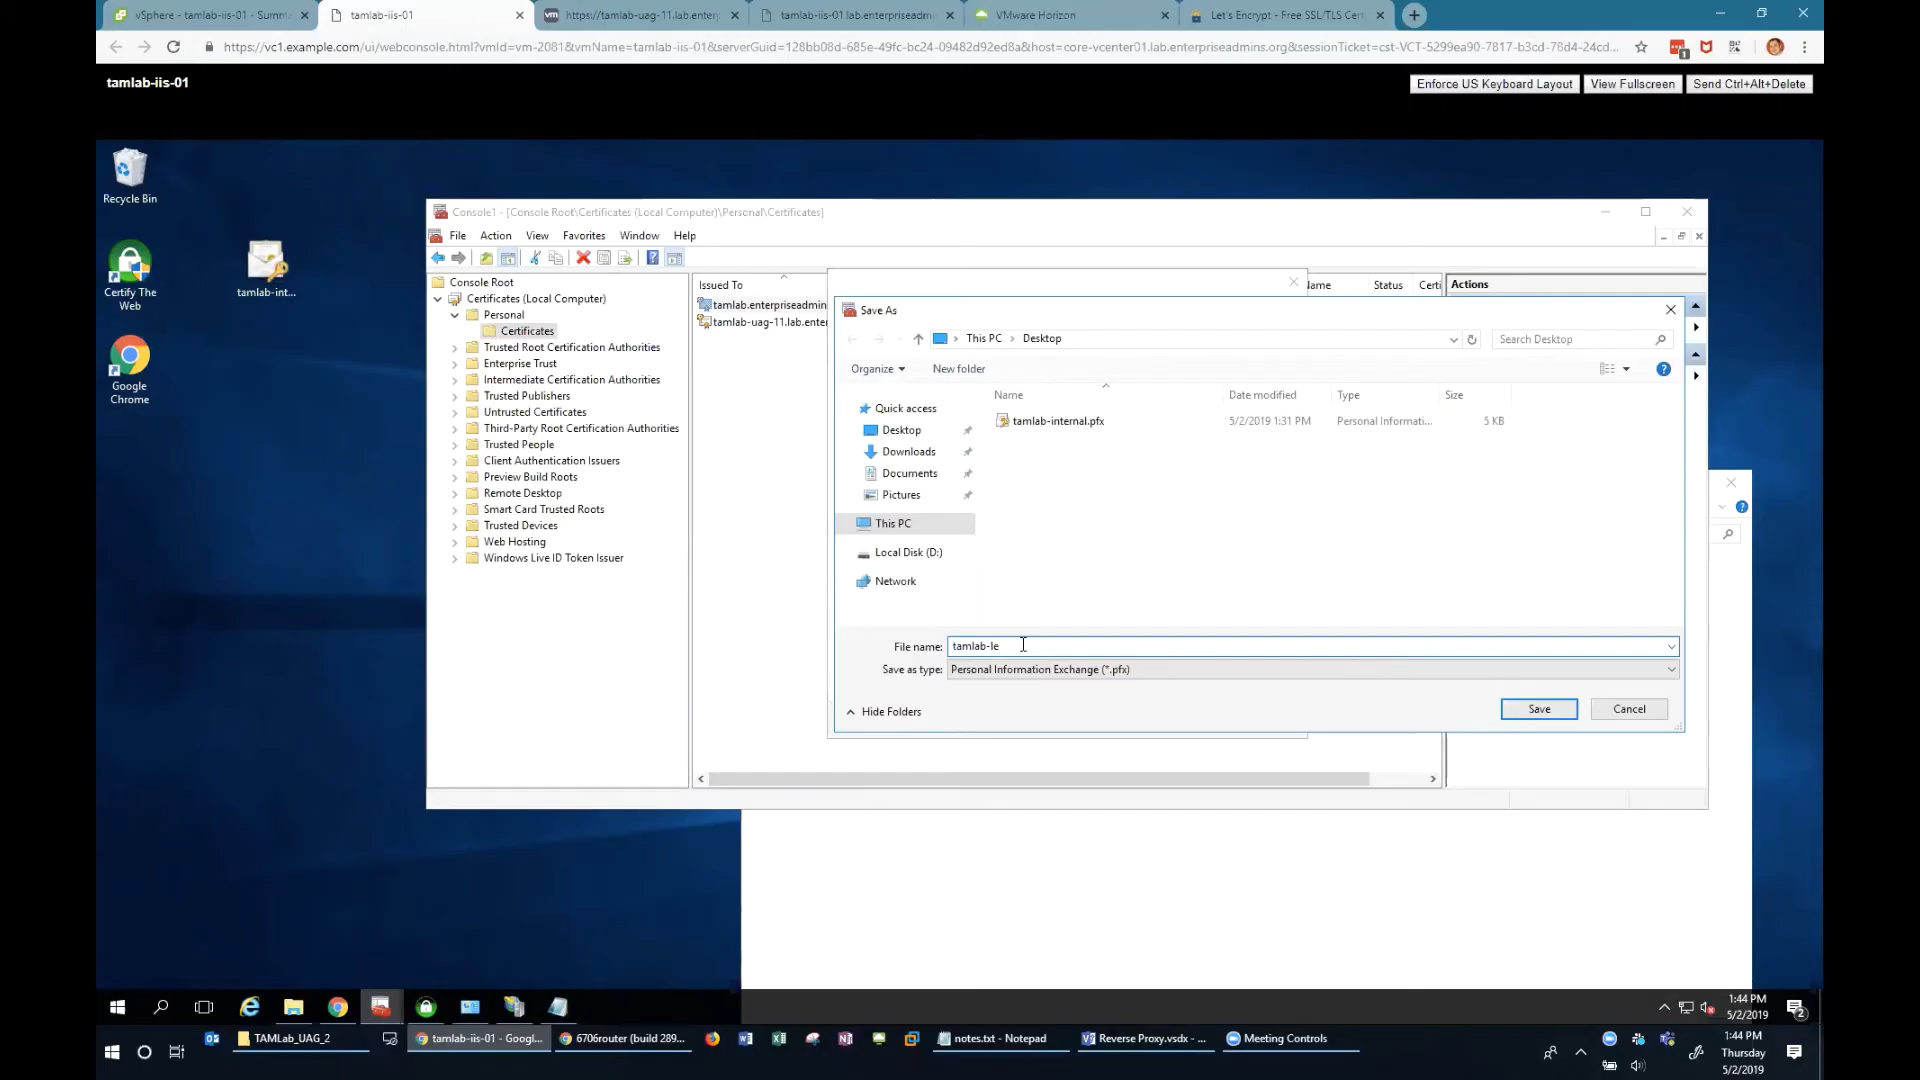 vSphere - tamlab-iis-01 - Summa
tamlab-iis-01
https://tamlab-uag-11.lab.enterp
tamlab-iis-01.lab.enterpriseadm
VMware Horizon
Let's Encrypt - Free SSL/TLS Cert
https://vc1.example.com/ui/webconsole.html?vmId=vm-2081&vmName=tamlab-iis-01&serverGuid=128bb08d-685e-49fc-bc24-09482d92ed8a&host=core-vcenter01.lab.enterpriseadmins.org&sessionTicket=cst-VCT-5299ea90-7817-b3cd-78d4-24cd...
tamlab-iis-01
Enforce US Keyboard Layout
View Fullscreen
Send Ctrl+Alt+Delete
Recycle Bin
Certify The
Web
tamlab-int...
Google
Chrome
Console1 - [Console Root\Certificates (Local Computer)\Personal\Certificates]
File Action View Favorites Window Help
Console Root
Certificates (Local Computer)
Personal
Certificates
Trusted Root Certification Authorities
Enterprise Trust
Intermediate Certification Authorities
Trusted Publishers
Untrusted Certificates
Third-Party Root Certification Authorities
Trusted People
Client Authentication Issuers
Preview Build Roots
Remote Desktop
Smart Card Trusted Roots
Trusted Devices
Web Hosting
Windows Live ID Token Issuer
Issued To
tamlab.enterpriseadmin
tamlab-uag-11.lab.enter
Name
Status
Certi
Actions
Save As
This PC > Desktop
Search Desktop
Organize
New folder
Name Date modified Type Size
tamlab-internal.pfx 5/2/2019 1:31 PM Personal Informati... 5 KB
Quick access
Desktop
Downloads
Documents
Pictures
This PC
Local Disk (D:)
Network
File name: tamlab-le
Save as type: Personal Information Exchange (*.pfx)
Hide Folders
Save
Cancel
1:44 PM
5/2/2019
2
TAMLab_UAG_2
tamlab-iis-01 - Googl...
6706router (build 289...
notes.txt - Notepad
Reverse Proxy.vsdx - ...
Meeting Controls
1:44 PM
Thursday
5/2/2019